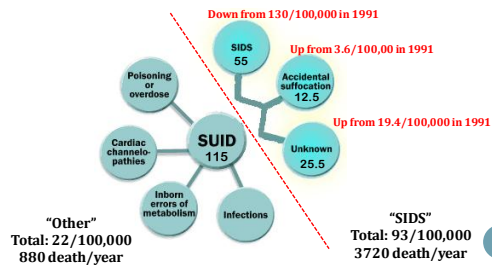 Down from 130/100,000 in 1991
SIDS
55
Up from 3.6/100,00 in 1991
Accidental
suffocation
12.5
Poisoning
or
overdose
Up from 19.4/100,000 in 1991
SUID
115
Unknown
25.5
Cardiac
channelo-
pathies
Inborn
errors of
metabolism
Infections
“Other”
Total: 22/100,000
880 death/year
“SIDS”
Total: 93/100,000
3720 death/year